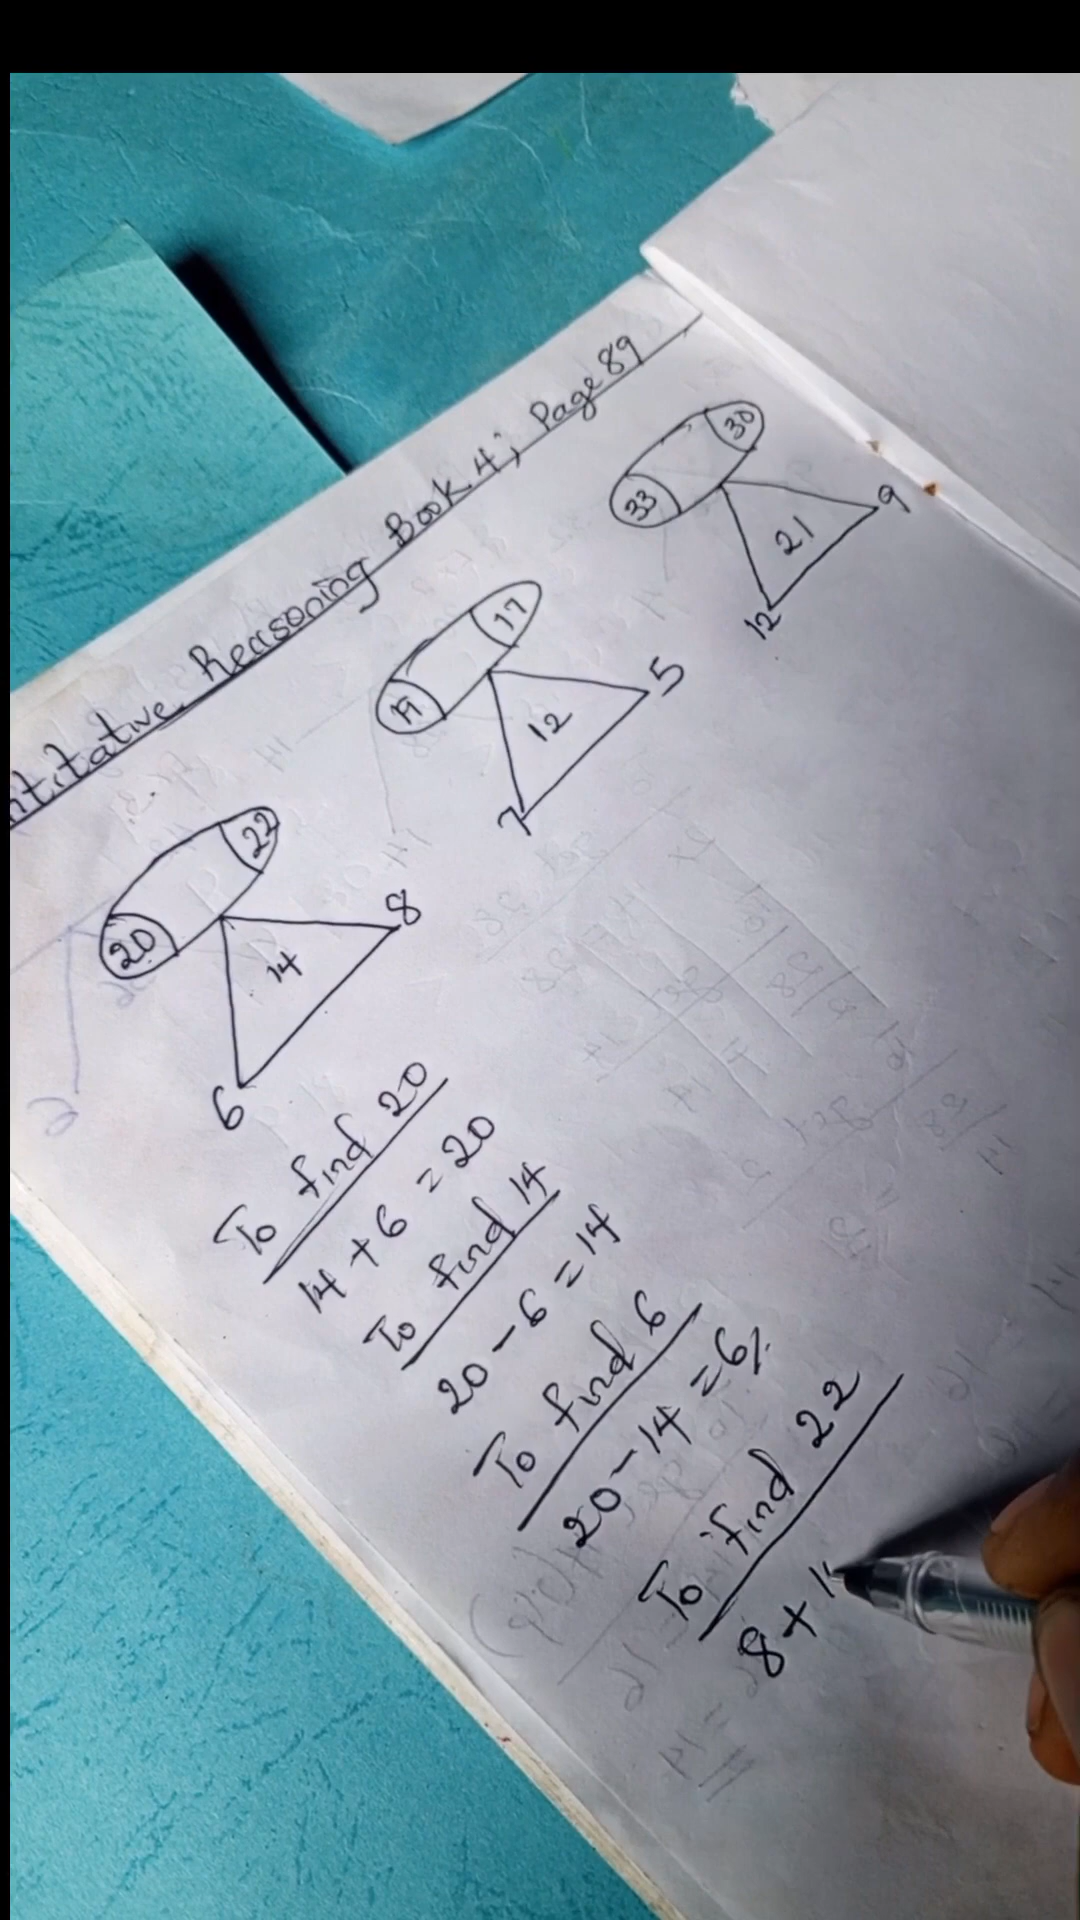 ntitative Reasoning Book 4; Page 89
20 22 14 8 6
19 17 12 5 7
33 30 21 9 12
To find 20
14 + 6 = 20
To find 14
20 - 6 = 14
To find 6
20 - 14 = 6
To find 22
8 + 1